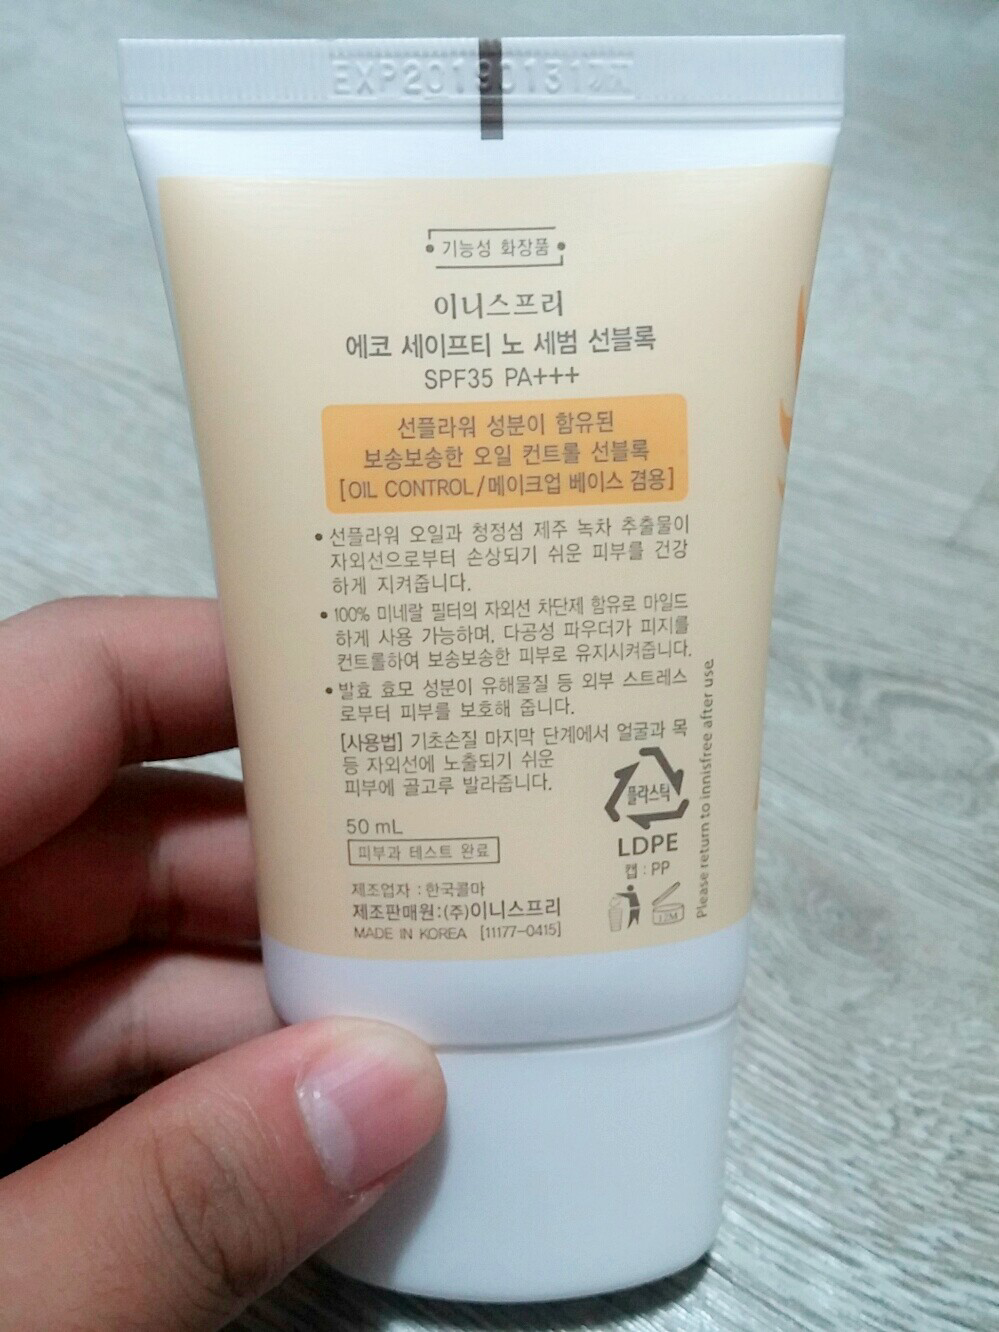 EXP20190131
기능성 화장품
이니스프리
에코 세이프티 노 세범 선블록
SPF35 PA+++
선플라워 성분이 함유된
보송보송한 오일 컨트롤 선블록
[OIL CONTROL/메이크업 베이스 겸용]
• 선플라워 오일과 청정섬 제주 녹차 추출물이
자외선으로부터 손상되기 쉬운 피부를 건강
하게 지켜줍니다.
• 100% 미네랄 필터의 자외선 차단제 함유로 마일드
하게 사용 가능하며, 다공성 파우더가 피지를
컨트롤하여 보송보송한 피부로 유지시켜줍니다.
• 발효 효모 성분이 유해물질 등 외부 스트레스
로부터 피부를 보호해 줍니다.
[사용법] 기초손질 마지막 단계에서 얼굴과 목
등 자외선에 노출되기 쉬운
피부에 골고루 발라줍니다.
50 mL
피부과 테스트 완료
제조업자 : 한국콜마
제조판매원:(주)이니스프리
MADE IN KOREA [11177-0415]
플라스틱
LDPE
캡 : PP
12M
Please return to innisfree after use.